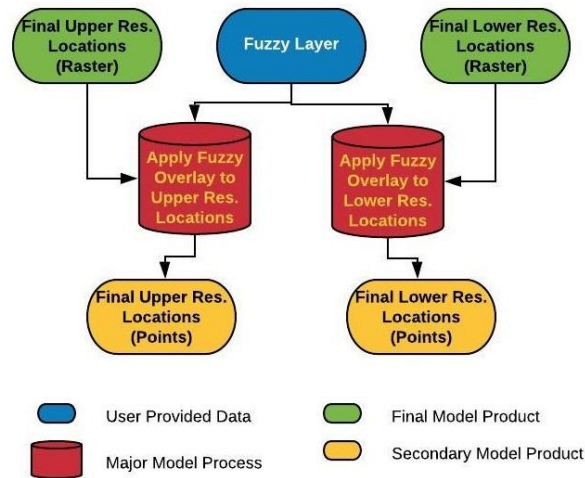 Final Upper Res.
Locations
(Raster)
Fuzzy Layer
Final Lower Res.
Locations
(Raster)
Apply Fuzzy
Overlay to
Upper Res.
Locations
Apply Fuzzy
Overlay to
Lower Res.
Locations
Final Upper Res.
Locations
(Points)
Final Lower Res.
Locations
(Points)
User Provided Data
Final Model Product
Major Model Process
Secondary Model Product